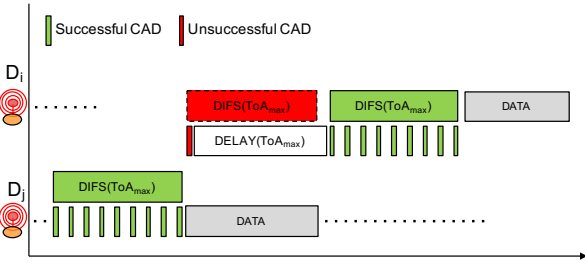 Successful CAD Unsuccessful CAD
Di
DIFS(ToAmax) DIFS(ToAmax) DATA
DELAY(ToAmax)
Dj
DIFS(ToAmax)
DATA